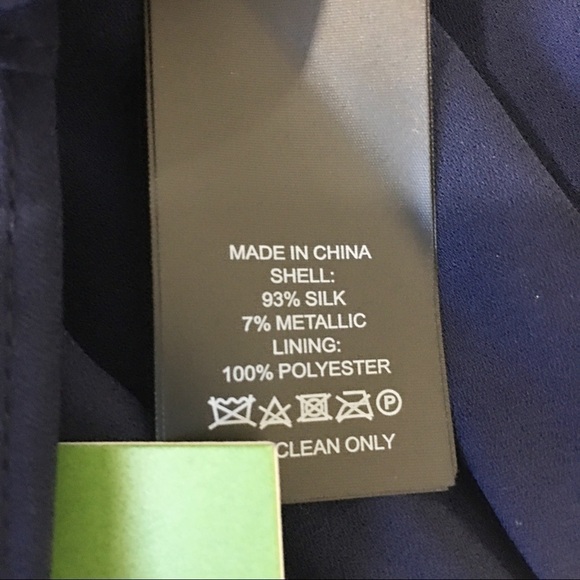 MADE IN CHINA
SHELL:
93% SILK
7% METALLIC
LINING:
100% POLYESTER
P
CLEAN ONLY